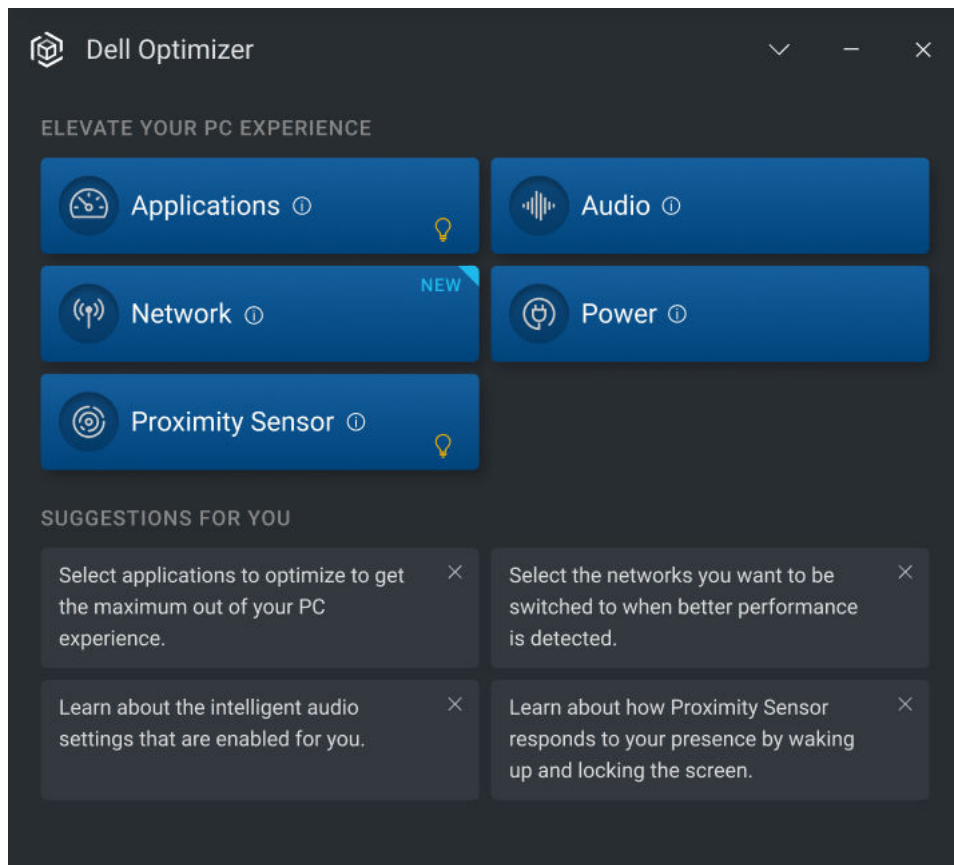 Dell Optimizer
ELEVATE YOUR PC EXPERIENCE
Applications
Audio
Network
NEW
Power
Proximity Sensor
SUGGESTIONS FOR YOU
Select applications to optimize to get
the maximum out of your PC
experience.
Select the networks you want to be
switched to when better performance
is detected.
Learn about the intelligent audio
settings that are enabled for you.
Learn about how Proximity Sensor
responds to your presence by waking
up and locking the screen.